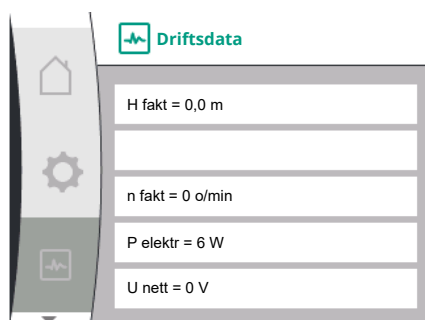 Driftsdata
H fakt = 0,0 m
n fakt = 0 o/min
P elektr = 6 W
U nett = 0 V